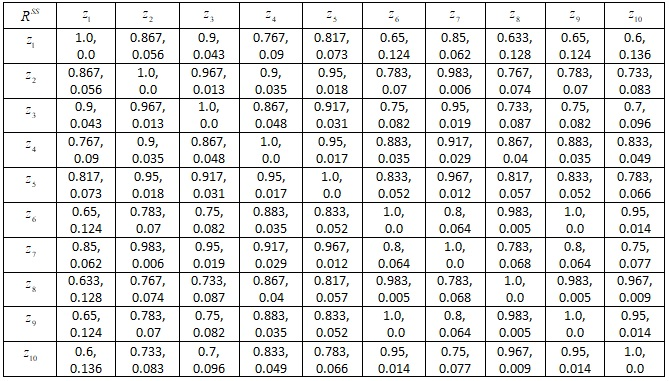 R^SS z_1 z_2 z_3 z_4 z_5 z_6 z_7 z_8 z_9 z_10
z_1 1.0, 0.867, 0.9, 0.767, 0.817, 0.65, 0.85, 0.633, 0.65, 0.6,
0.0 0.056 0.043 0.09 0.073 0.124 0.062 0.128 0.124 0.136
z_2 0.867, 1.0, 0.967, 0.9, 0.95, 0.783, 0.983, 0.767, 0.783, 0.733,
0.056 0.0 0.013 0.035 0.018 0.07 0.006 0.074 0.07 0.083
z_3 0.9, 0.967, 1.0, 0.867, 0.917, 0.75, 0.95, 0.733, 0.75, 0.7,
0.043 0.013 0.0 0.048 0.031 0.082 0.019 0.087 0.082 0.096
z_4 0.767, 0.9, 0.867, 1.0, 0.95, 0.883, 0.917, 0.867, 0.883, 0.833,
0.09 0.035 0.048 0.0 0.017 0.035 0.029 0.04 0.035 0.049
z_5 0.817, 0.95, 0.917, 0.95, 1.0, 0.833, 0.967, 0.817, 0.833, 0.783,
0.073 0.018 0.031 0.017 0.0 0.052 0.012 0.057 0.052 0.066
z_6 0.65, 0.783, 0.75, 0.883, 0.833, 1.0, 0.8, 0.983, 1.0, 0.95,
0.124 0.07 0.082 0.035 0.052 0.0 0.064 0.005 0.0 0.014
z_7 0.85, 0.983, 0.95, 0.917, 0.967, 0.8, 1.0, 0.783, 0.8, 0.75,
0.062 0.006 0.019 0.029 0.012 0.064 0.0 0.068 0.064 0.077
z_8 0.633, 0.767, 0.733, 0.867, 0.817, 0.983, 0.783, 1.0, 0.983, 0.967,
0.128 0.074 0.087 0.04 0.057 0.005 0.068 0.0 0.005 0.009
z_9 0.65, 0.783, 0.75, 0.883, 0.833, 1.0, 0.8, 0.983, 1.0, 0.95,
0.124 0.07 0.082 0.035 0.052 0.0 0.064 0.005 0.0 0.014
z_10 0.6, 0.733, 0.7, 0.833, 0.783, 0.95, 0.75, 0.967, 0.95, 1.0,
0.136 0.083 0.096 0.049 0.066 0.014 0.077 0.009 0.014 0.0